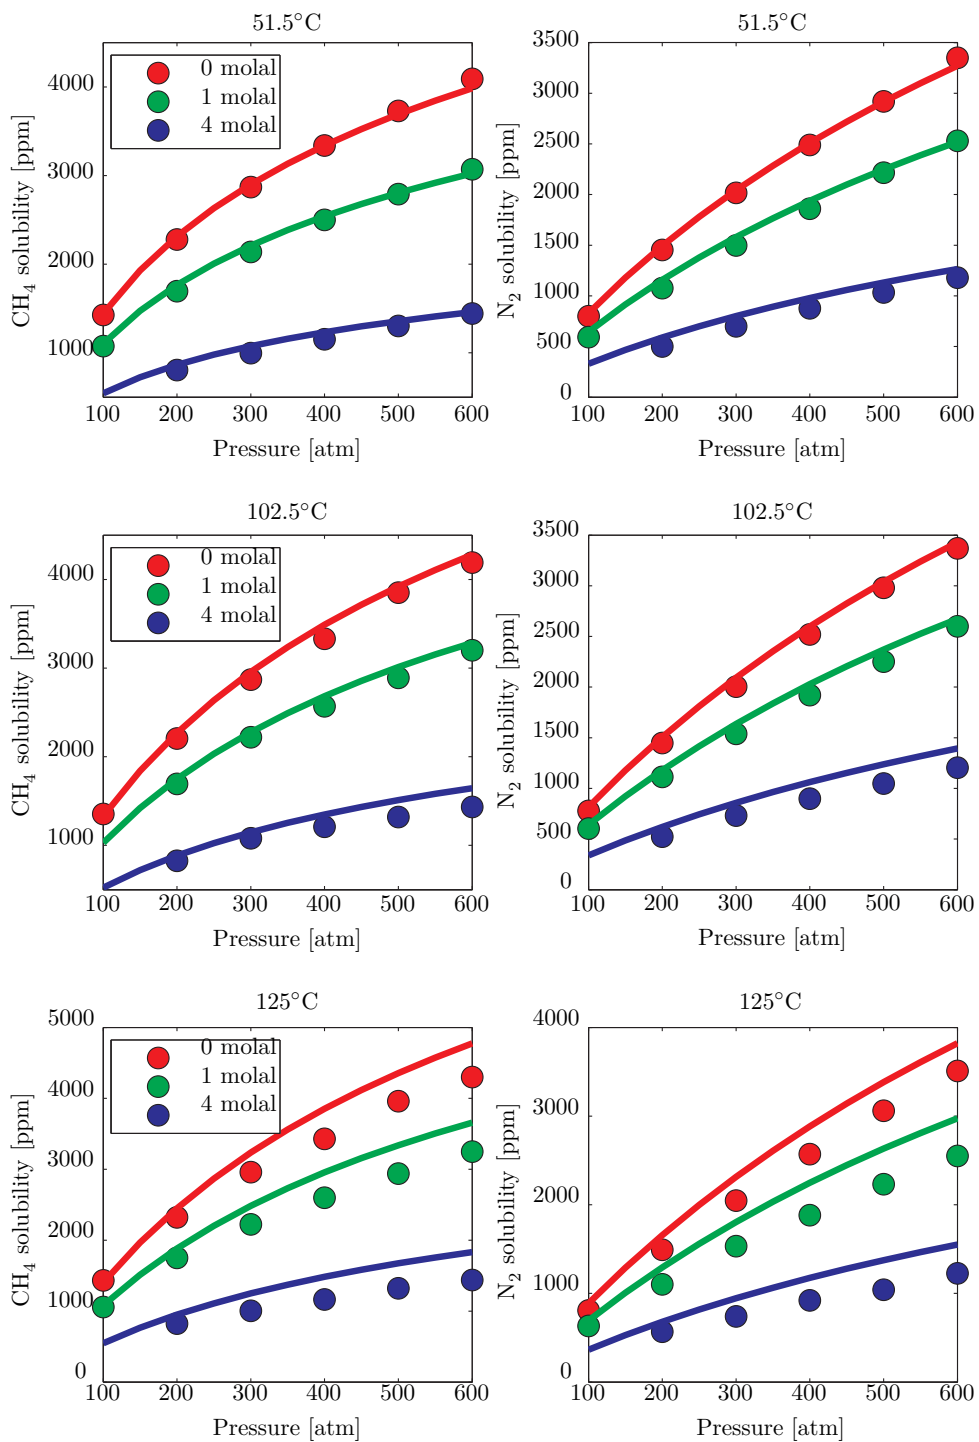 51.5°C
CH₄ solubility [ppm]
4000
3000
2000
1000
0 molal
1 molal
4 molal
100 200 300 400 500 600
Pressure [atm]
51.5°C
N₂ solubility [ppm]
3500
3000
2500
2000
1500
1000
500
0
100 200 300 400 500 600
Pressure [atm]
102.5°C
CH₄ solubility [ppm]
4000
3000
2000
1000
0 molal
1 molal
4 molal
100 200 300 400 500 600
Pressure [atm]
102.5°C
N₂ solubility [ppm]
3500
3000
2500
2000
1500
1000
500
0
100 200 300 400 500 600
Pressure [atm]
125°C
CH₄ solubility [ppm]
5000
4000
3000
2000
1000
0
0 molal
1 molal
4 molal
100 200 300 400 500 600
Pressure [atm]
125°C
N₂ solubility [ppm]
4000
3000
2000
1000
0
100 200 300 400 500 600
Pressure [atm]